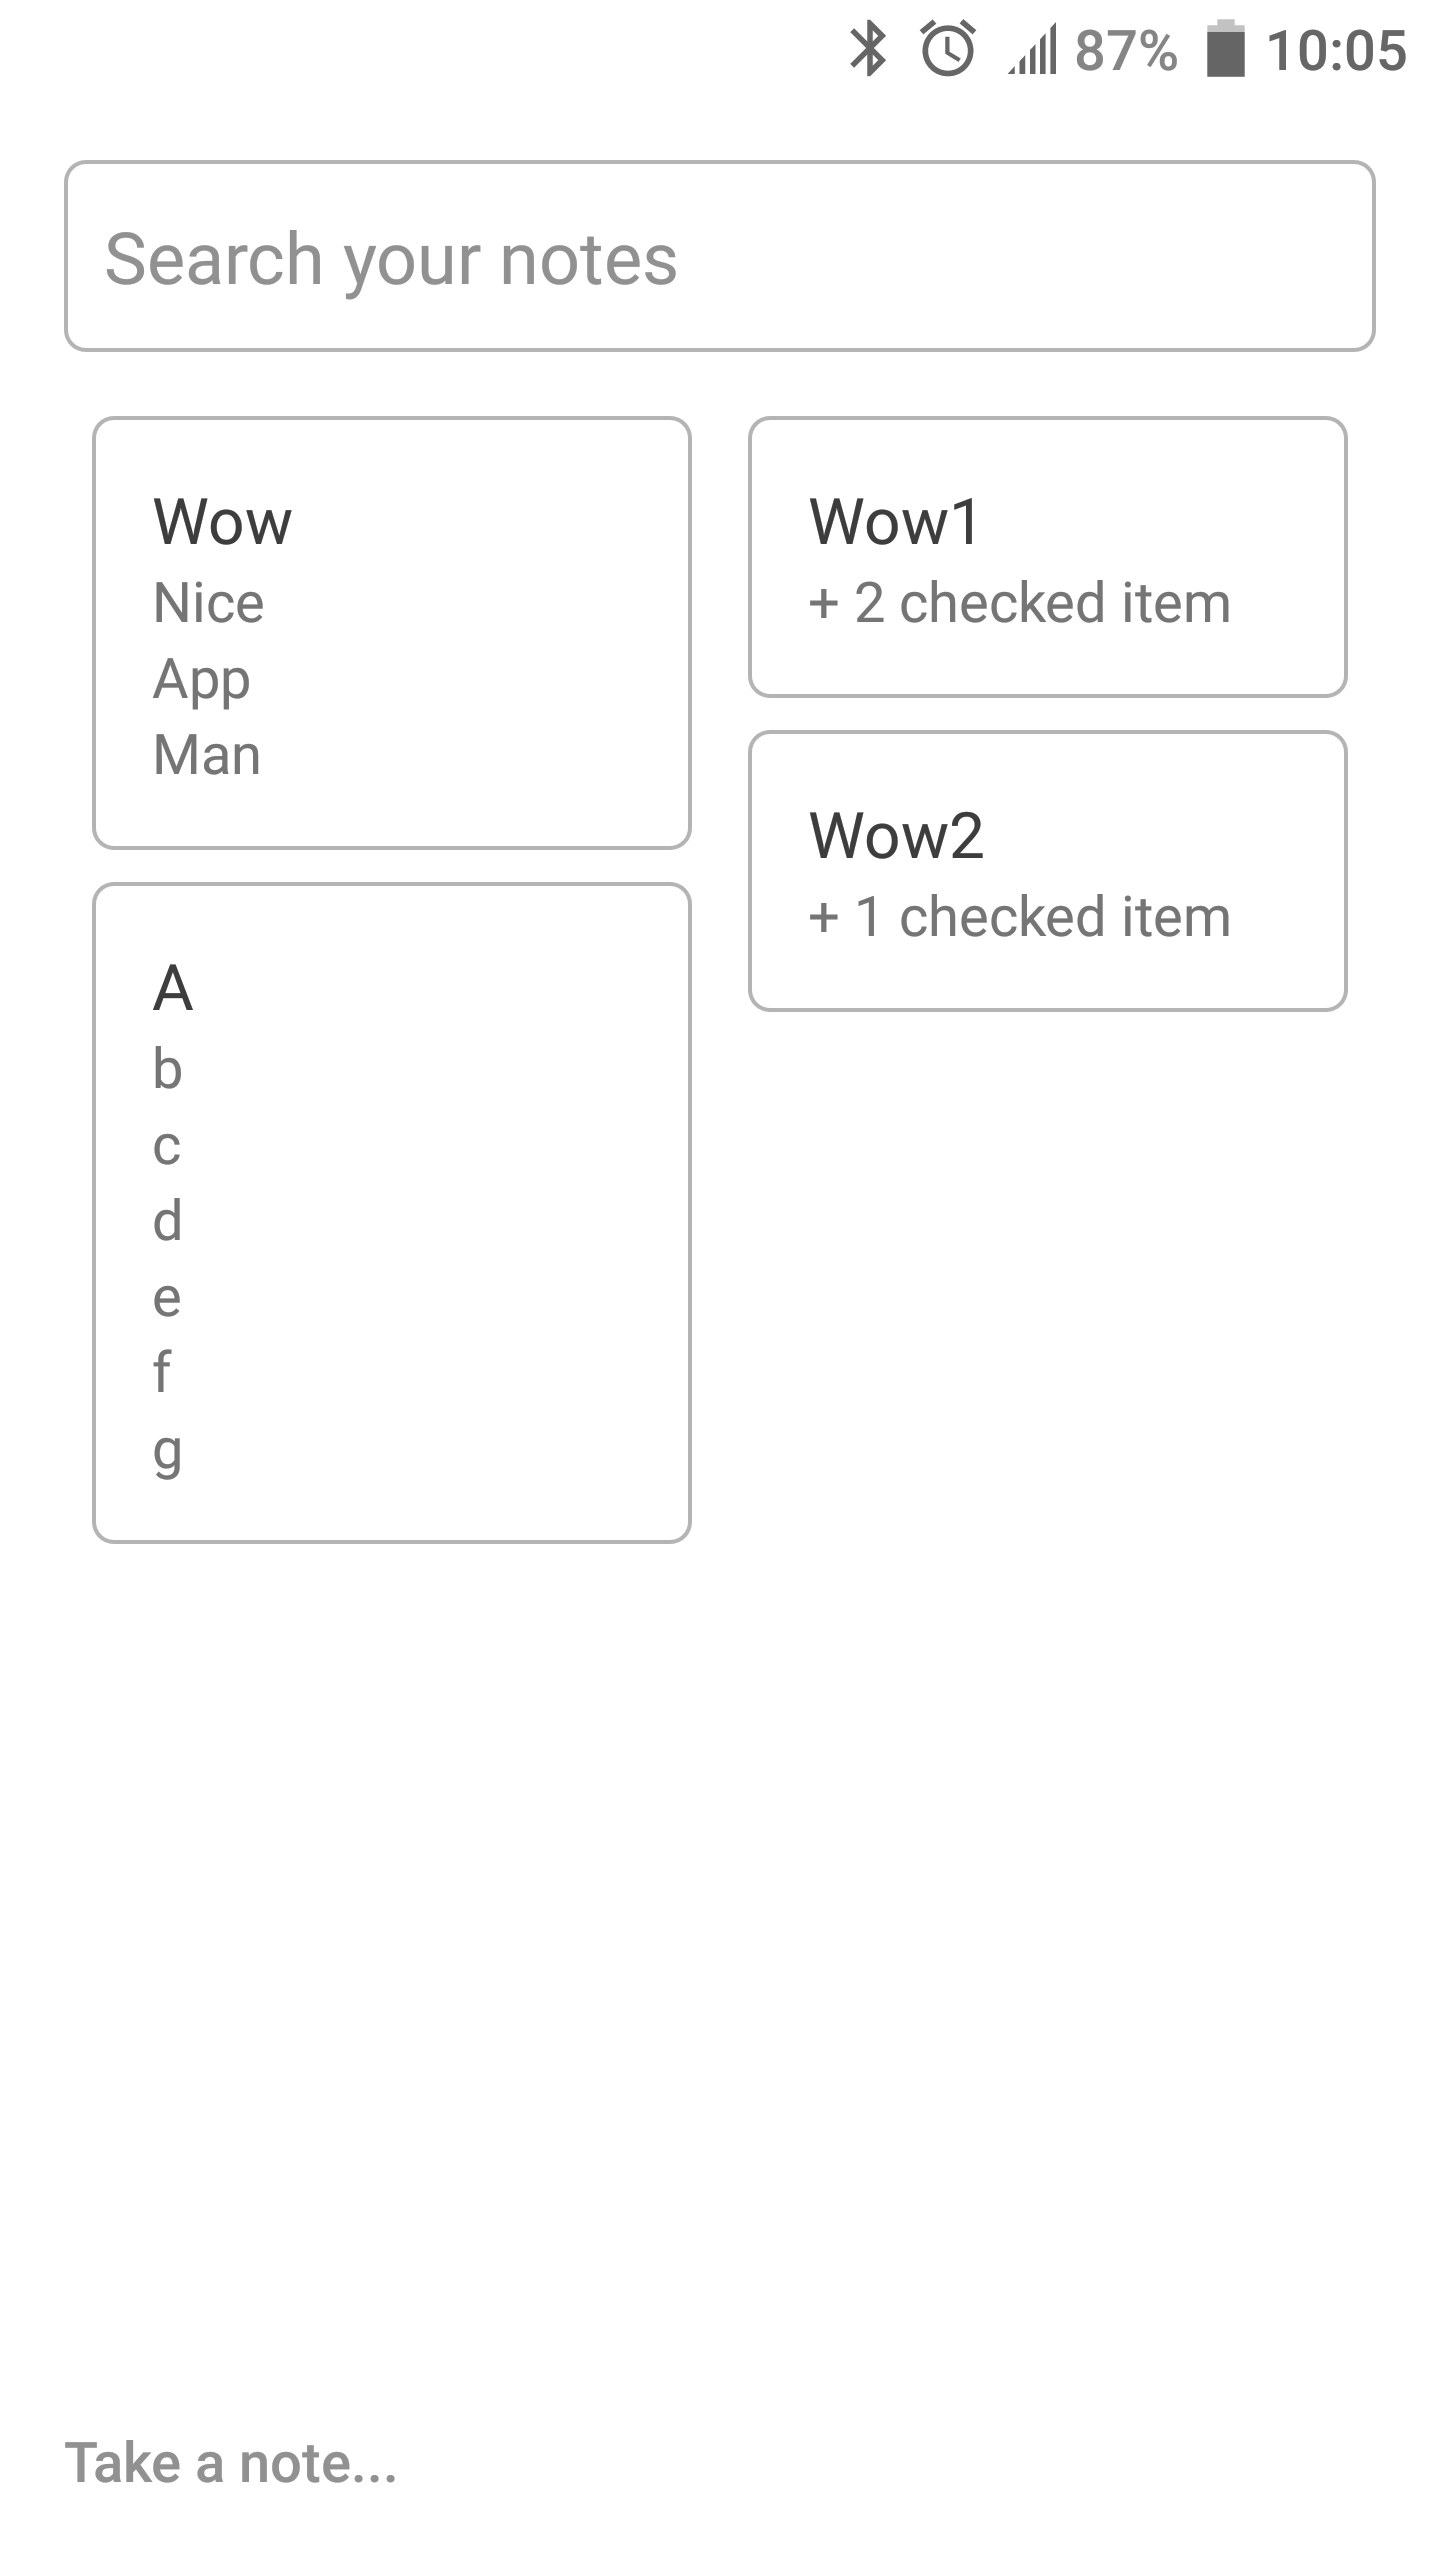 87% 10:05
Search your notes
Wow
Nice
App
Man
Wow1
+ 2 checked item
Wow2
+ 1 checked item
A
b
c
d
e
f
g
Take a note...